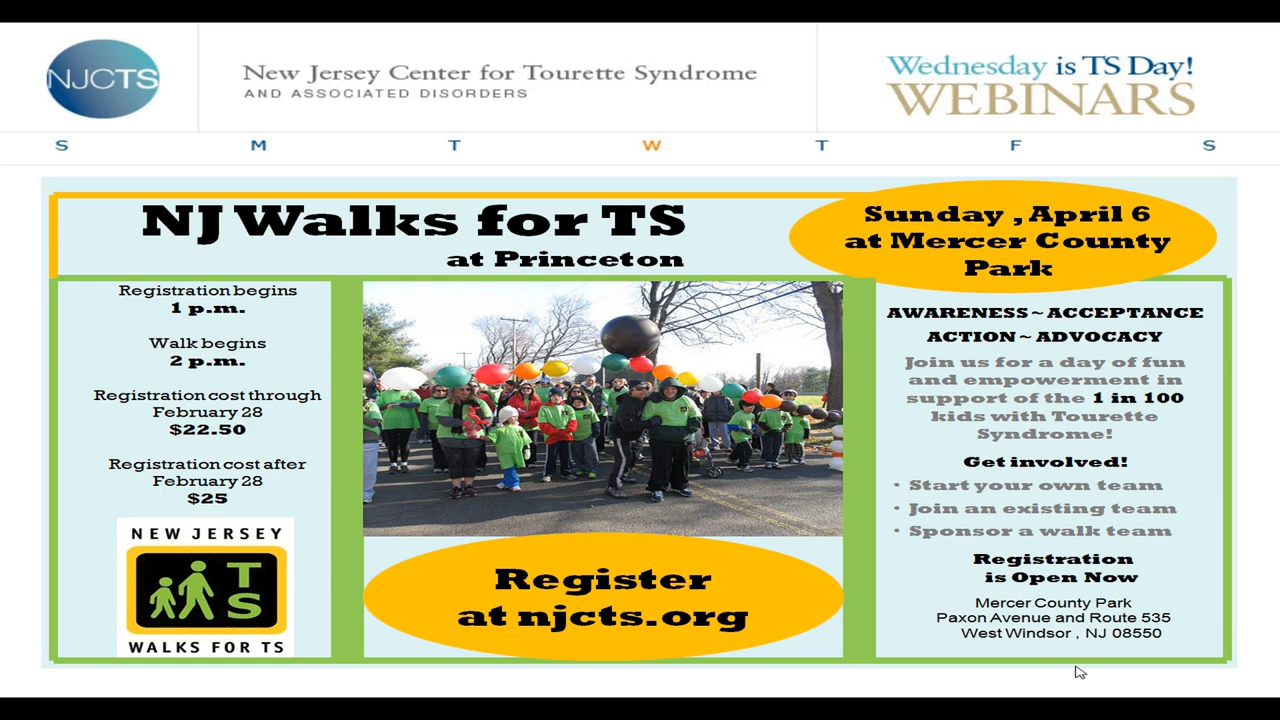 NJCTS
New Jersey Center for Tourette Syndrome
AND ASSOCIATED DISORDERS
Wednesday is TS Day!
WEBINARS
S M T W T F S
NJ Walks for TS
at Princeton
Sunday , April 6
at Mercer County
Park
Registration begins
1 p.m.
Walk begins
2 p.m.
Registration cost through
February 28
$22.50
Registration cost after
February 28
$25
NEW JERSEY
TS
WALKS FOR TS
Register
at njcts.org
AWARENESS ~ ACCEPTANCE
ACTION ~ ADVOCACY
Join us for a day of fun
and empowerment in
support of the 1 in 100
kids with Tourette
Syndrome!
Get involved!
• Start your own team
• Join an existing team
• Sponsor a walk team
Registration
is Open Now
Mercer County Park
Paxon Avenue and Route 535
West Windsor , NJ 08550